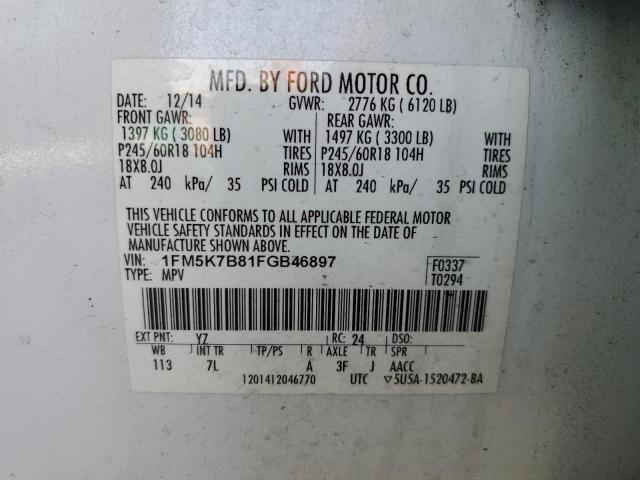 MFD. BY FORD MOTOR CO.
DATE: 12/14 GVWR: 2776 KG ( 6120 LB)
FRONT GAWR: REAR GAWR:
1397 KG ( 3080 LB) WITH 1497 KG ( 3300 LB) WITH
P245/60R18 104H TIRES P245/60R18 104H TIRES
18X8.0J RIMS 18X8.0J RIMS
AT 240 kPa/ 35 PSI COLD AT 240 kPa/ 35 PSI COLD
THIS VEHICLE CONFORMS TO ALL APPLICABLE FEDERAL MOTOR
VEHICLE SAFETY STANDARDS IN EFFECT ON THE DATE OF
MANUFACTURE SHOWN ABOVE.
VIN: 1FM5K7B81FGB46897 F0337
TYPE: MPV T0294
EXT PNT: YZ RC: 24 DSO:
WB INT TR TP/PS R AXLE TR SPR
113 7L A 3F J AACC
1201412046770 UTC ▽5U5A-1520472-BA